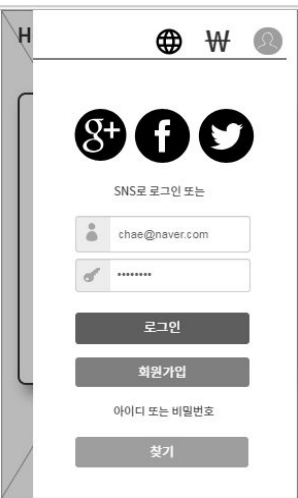 H
₩
g+ f
SNS로 로그인 또는
chae@naver.com
••••••••
로그인
회원가입
아이디 또는 비밀번호
찾기